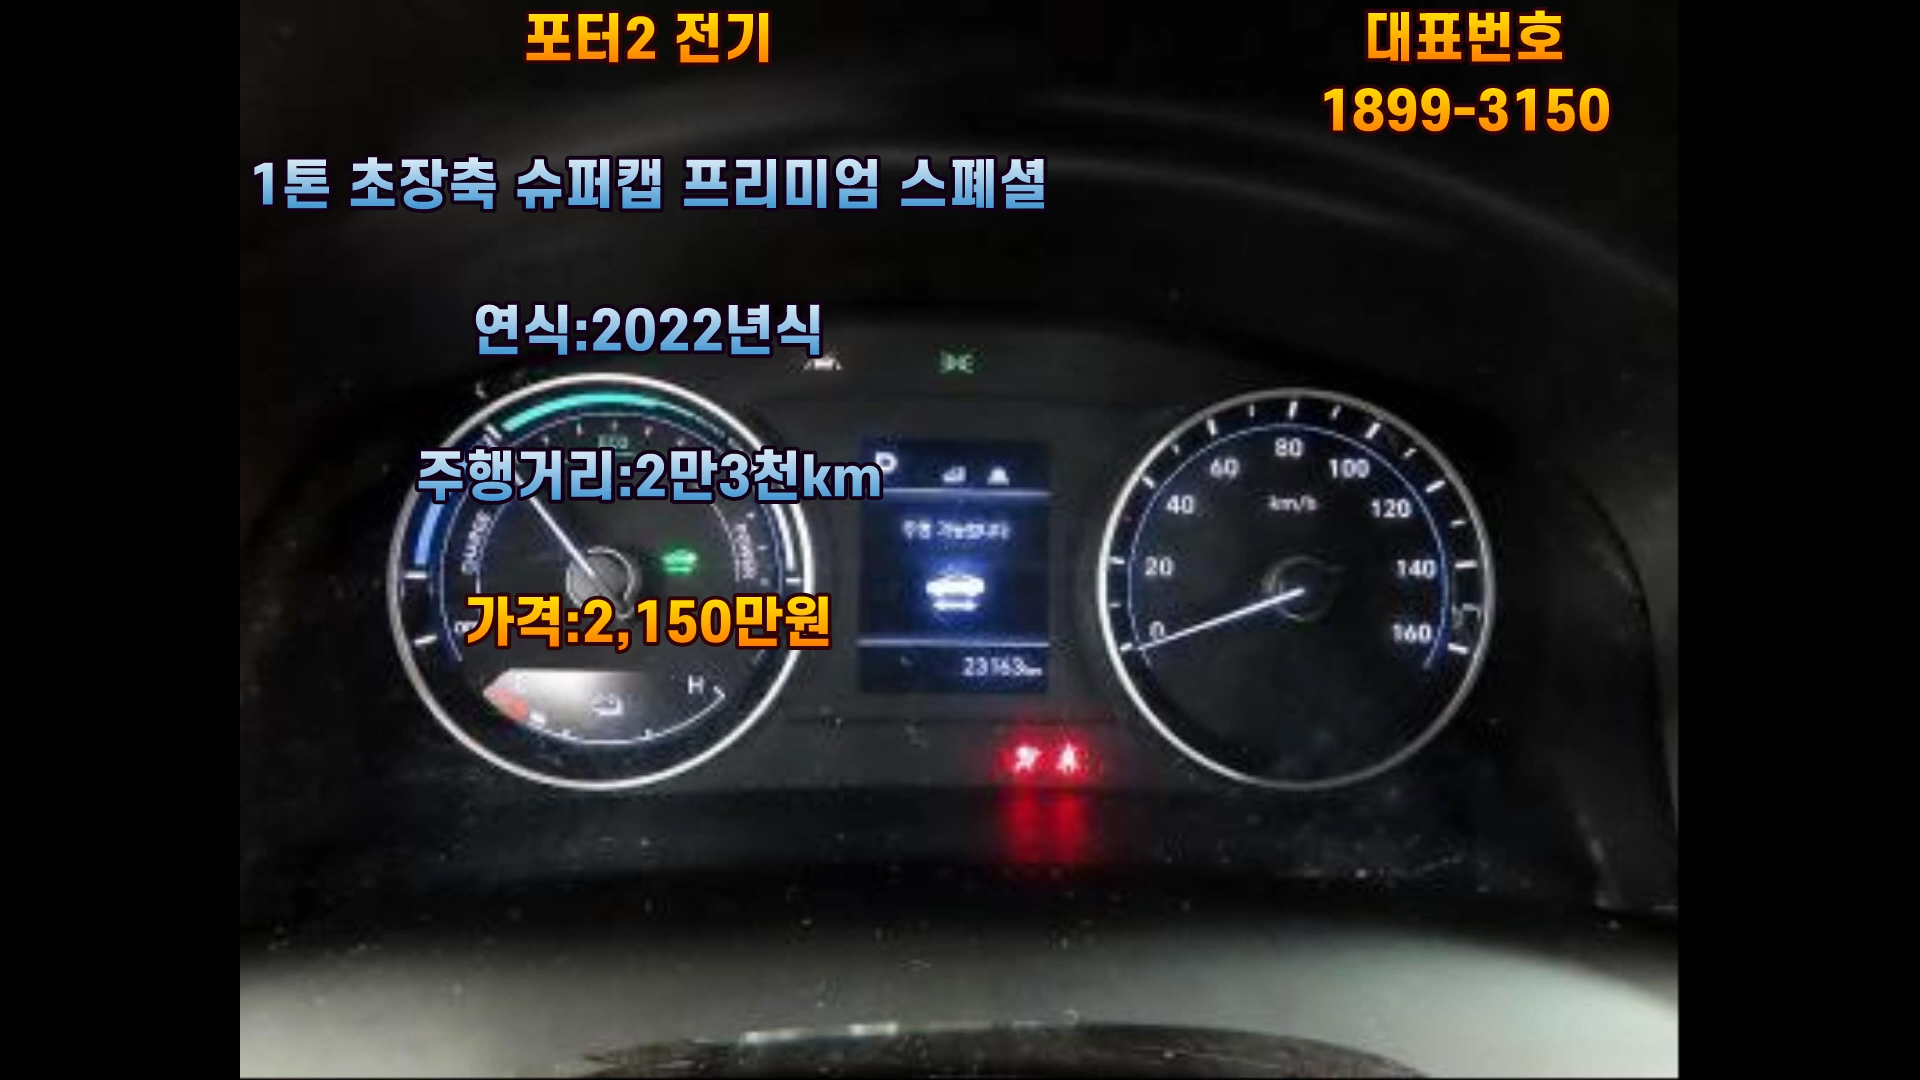 포터2 전기
대표번호
1899-3150
1톤 초장축 슈퍼캡 프리미엄 스페셜
연식:2022년식
주행거리:2만3천km
가격:2,150만원
ECO
CHARGE
POWER
D
23163km
H
0
20
40
60
80
100
120
140
160
km/h